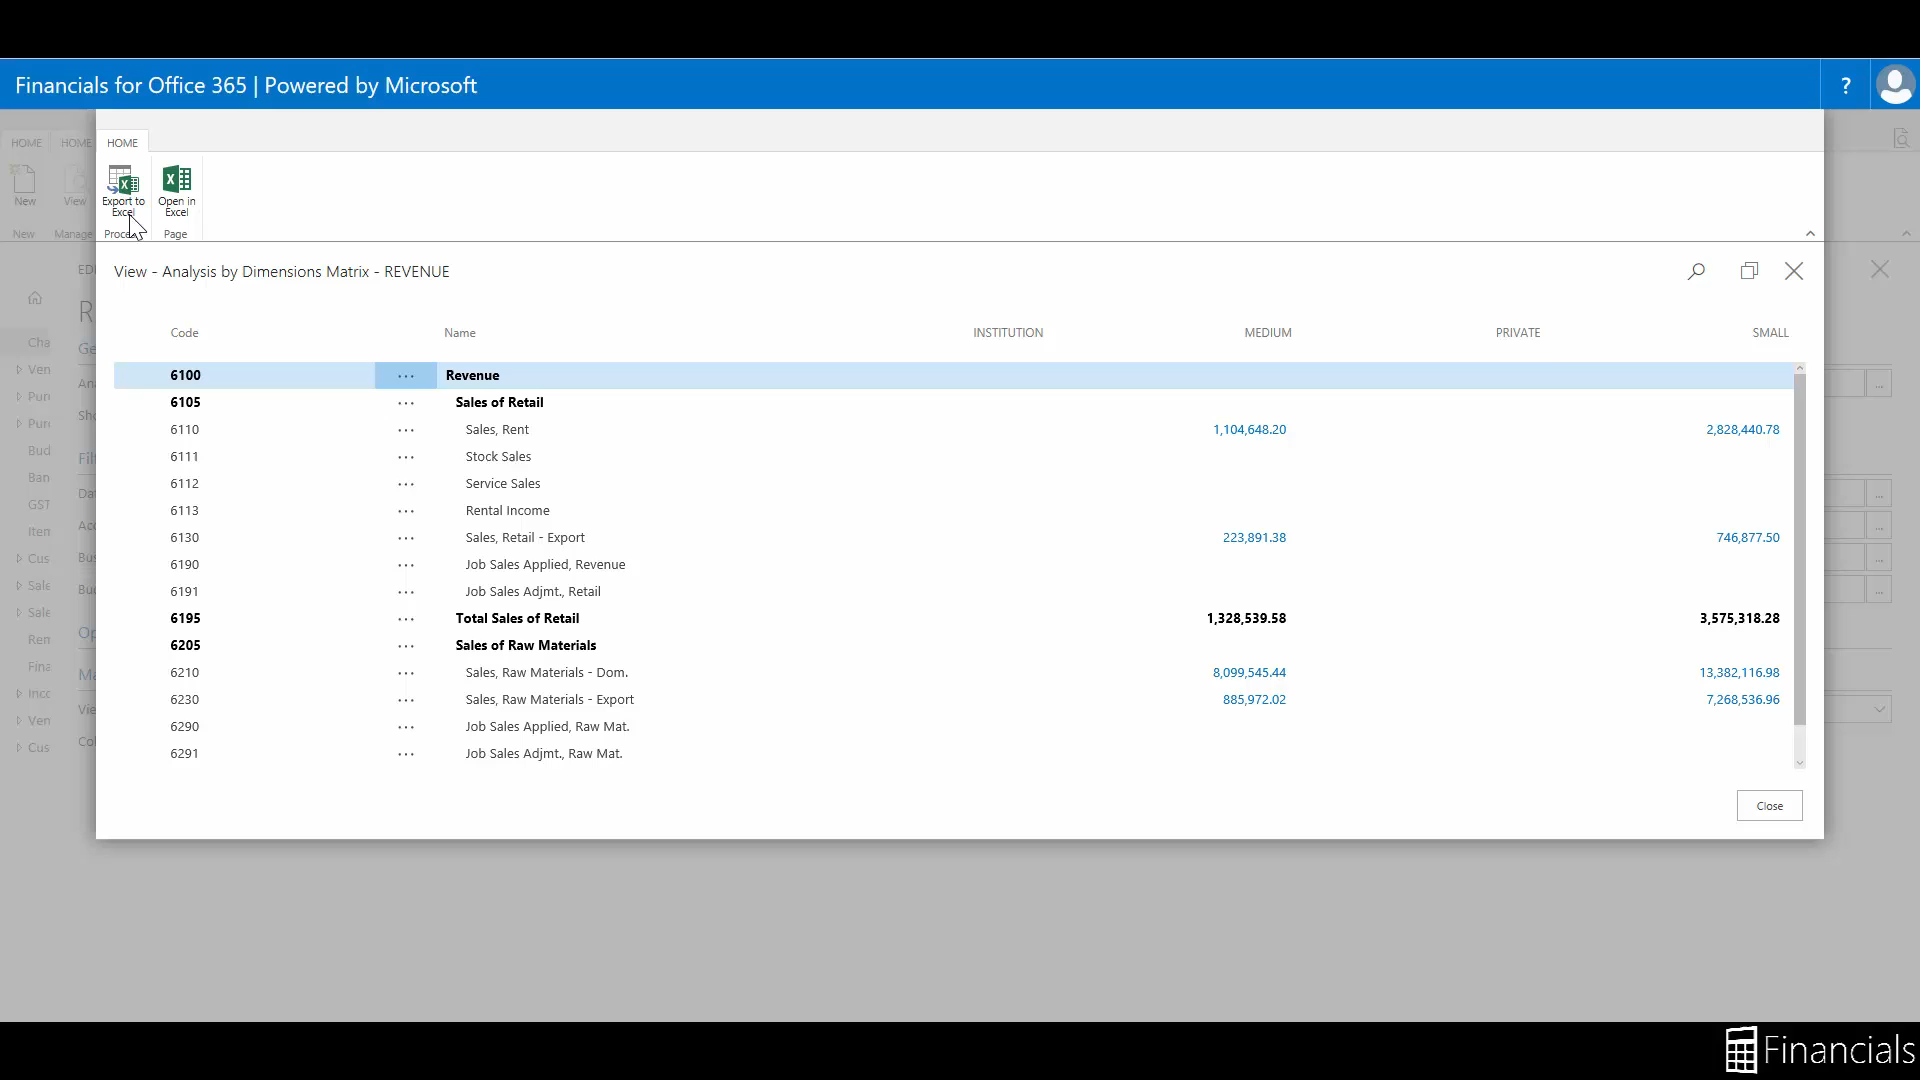 Financials for Office 365 | Powered by Microsoft
?
HOME HOME HOME
New View Export to Excel Open in Excel
New Manage Page
View - Analysis by Dimensions Matrix - REVENUE
Code Name INSTITUTION MEDIUM PRIVATE SMALL
6100 ... Revenue
6105 ... Sales of Retail
6110 ... Sales, Rent 1,104,648.20 2,828,440.78
6111 ... Stock Sales
6112 ... Service Sales
6113 ... Rental Income
6130 ... Sales, Retail - Export 223,891.38 746,877.50
6190 ... Job Sales Applied, Revenue
6191 ... Job Sales Adjmt., Retail
6195 ... Total Sales of Retail 1,328,539.58 3,575,318.28
6205 ... Sales of Raw Materials
6210 ... Sales, Raw Materials - Dom. 8,099,545.44 13,382,116.98
6230 ... Sales, Raw Materials - Export 885,972.02 7,268,536.96
6290 ... Job Sales Applied, Raw Mat.
6291 ... Job Sales Adjmt., Raw Mat.
Close
Financials